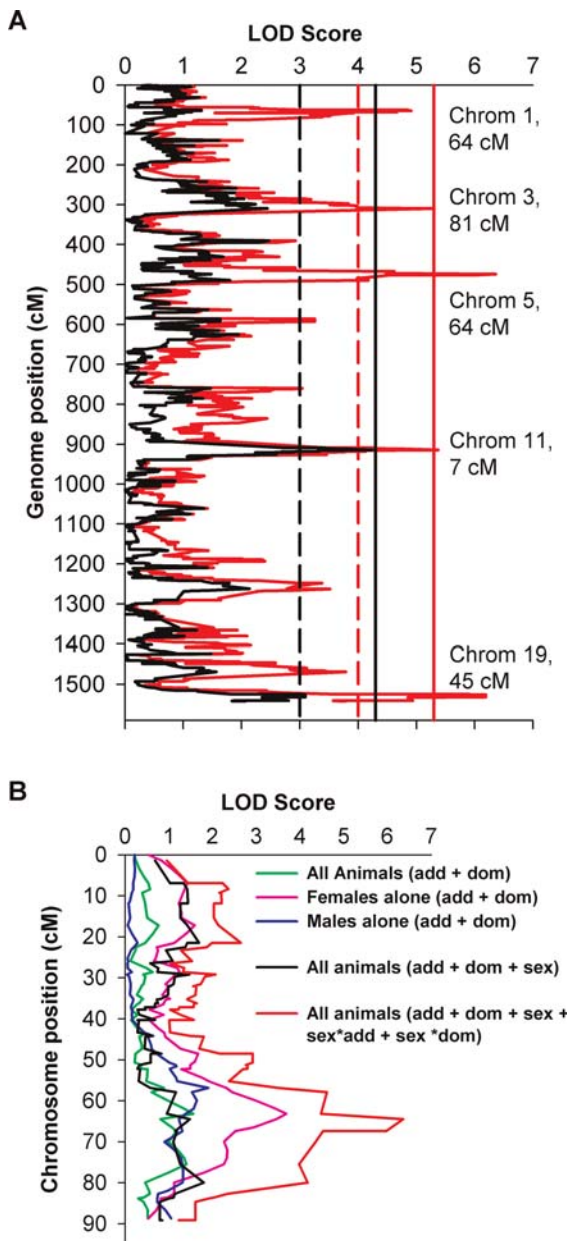 A
LOD Score
0 1 2 3 4 5 6 7
Genome position (cM)
0
100
200
300
400
500
600
700
800
900
1000
1100
1200
1300
1400
1500
Chrom 1,
64 cM
Chrom 3,
81 cM
Chrom 5,
64 cM
Chrom 11,
7 cM
Chrom 19,
45 cM
B
LOD Score
0 1 2 3 4 5 6 7
Chromosome position (cM)
0
10
20
30
40
50
60
70
80
90
All Animals (add + dom)
Females alone (add + dom)
Males alone (add + dom)
All animals (add + dom + sex)
All animals (add + dom + sex +
sex*add + sex *dom)